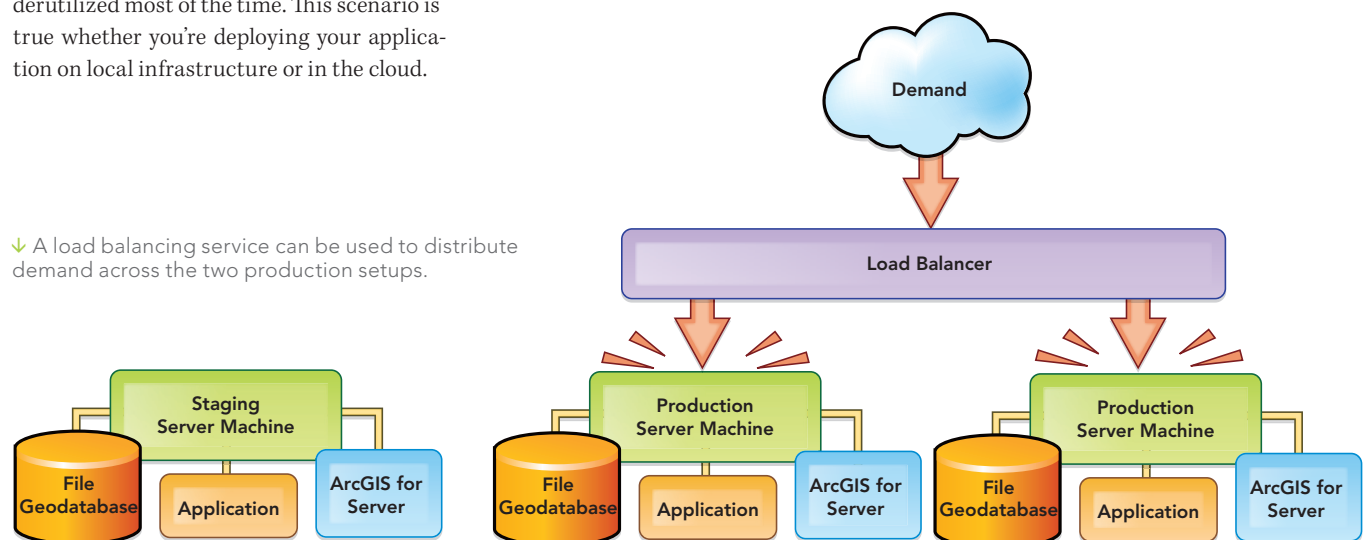 derutilized most of the time. This scenario is
true whether you're deploying your applica-
tion on local infrastructure or in the cloud.
Demand
↓ A load balancing service can be used to distribute
demand across the two production setups.
Load Balancer
Staging
Server Machine
File
Geodatabase
Application
ArcGIS for
Server
Production
Server Machine
File
Geodatabase
Application
ArcGIS for
Server
Production
Server Machine
File
Geodatabase
Application
ArcGIS for
Server